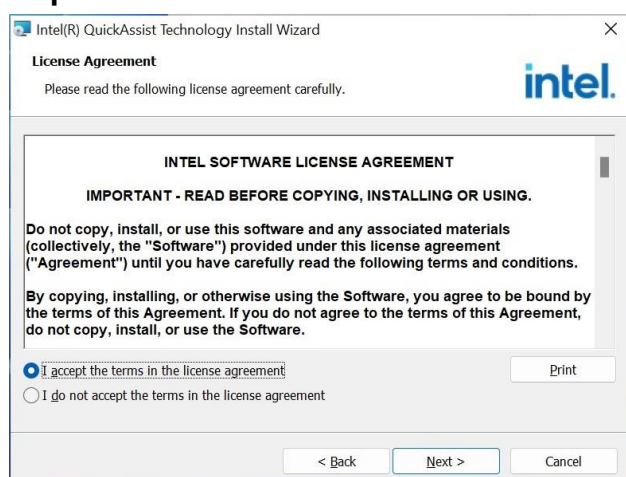 Intel(R) QuickAssist Technology Install Wizard
License Agreement
Please read the following license agreement carefully.
intel.
INTEL SOFTWARE LICENSE AGREEMENT
IMPORTANT - READ BEFORE COPYING, INSTALLING OR USING.
Do not copy, install, or use this software and any associated materials
(collectively, the "Software") provided under this license agreement
("Agreement") until you have carefully read the following terms and conditions.
By copying, installing, or otherwise using the Software, you agree to be bound by
the terms of this Agreement. If you do not agree to the terms of this Agreement,
do not copy, install, or use the Software.
I accept the terms in the license agreement
Print
I do not accept the terms in the license agreement
< Back
Next >
Cancel